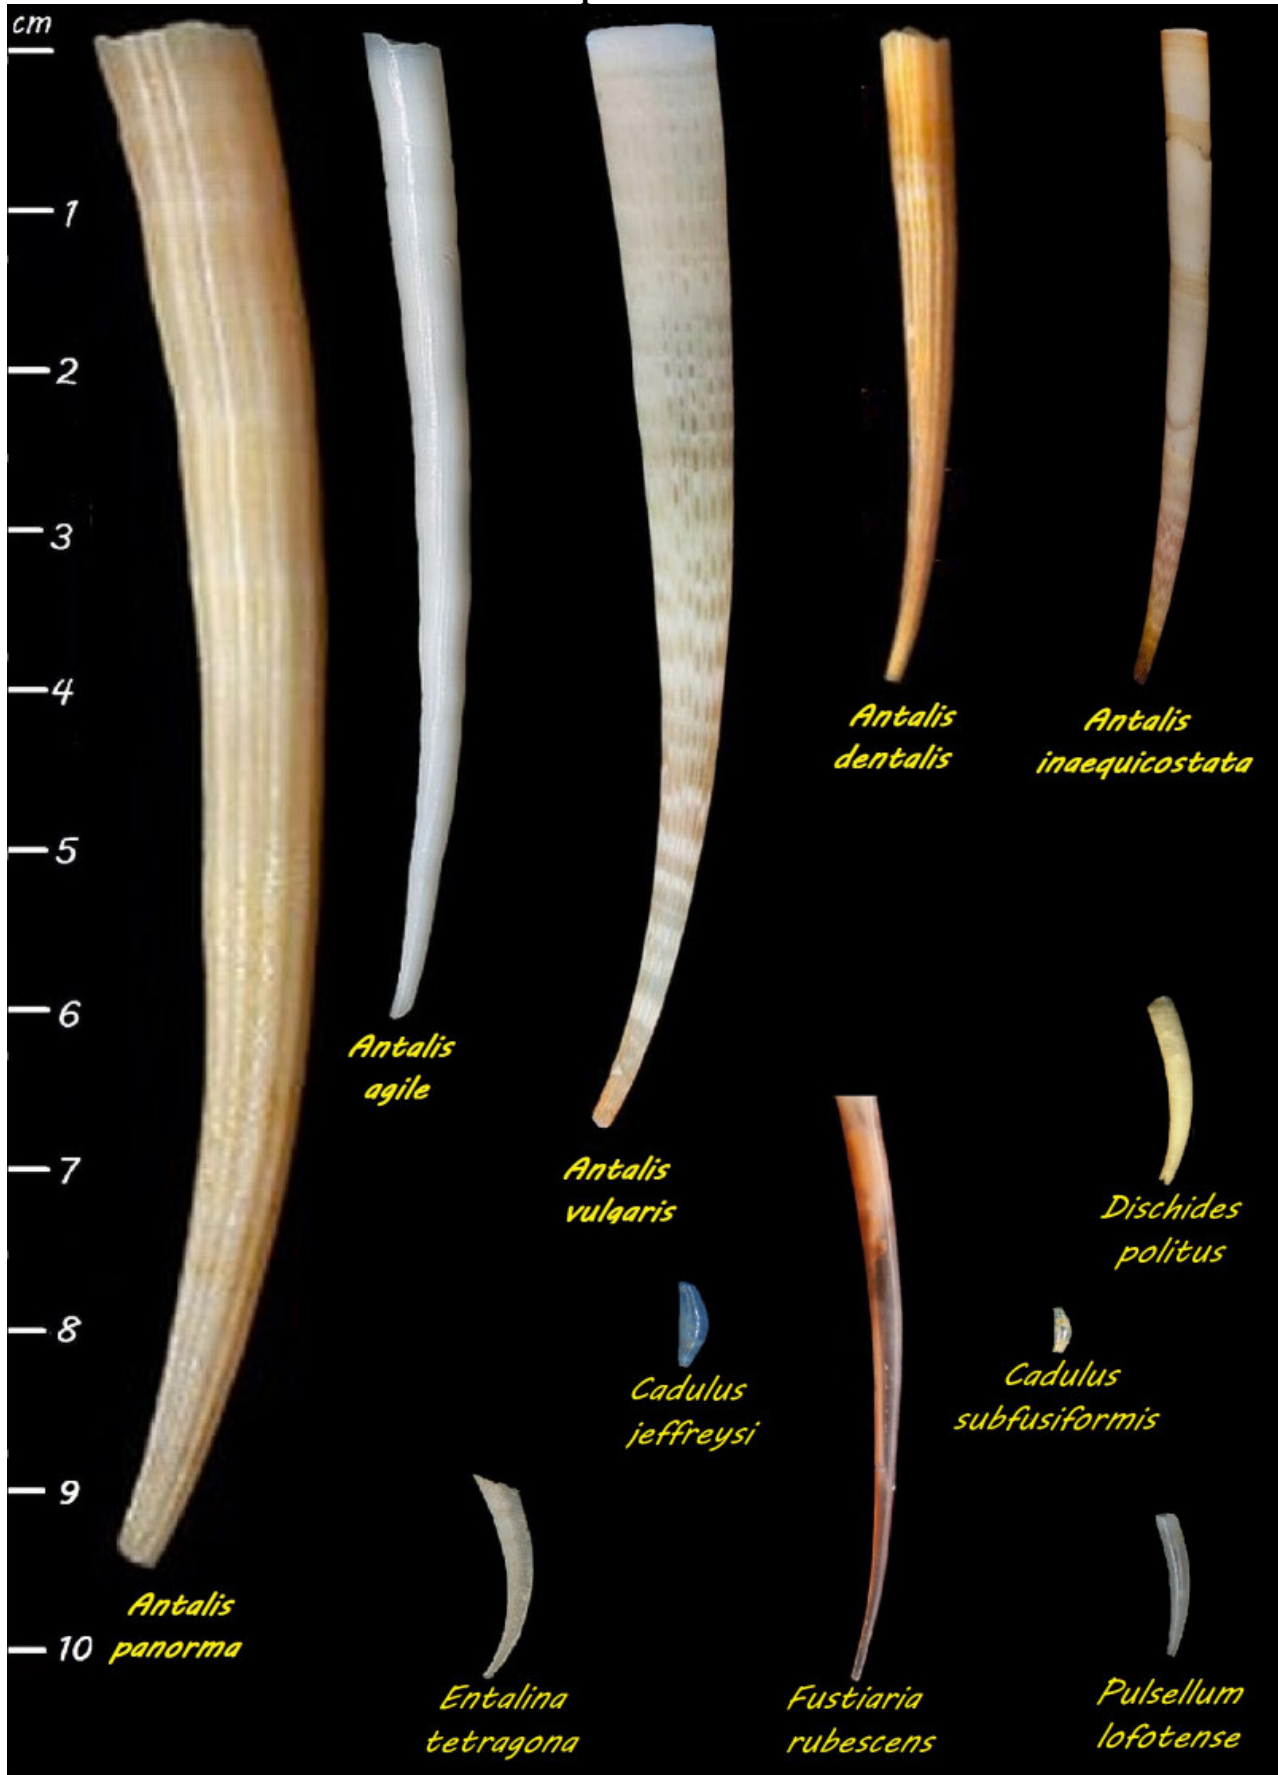 cm
1
2
3
4
5
6
7
8
9
10
Antalis
panorma
Antalis
agile
Antalis
vulgaris
Antalis
dentalis
Antalis
inaequicostata
Dischides
politus
Cadulus
jeffreysi
Cadulus
subfusiformis
Entalina
tetragona
Fustiaria
rubescens
Pulsellum
lofotense